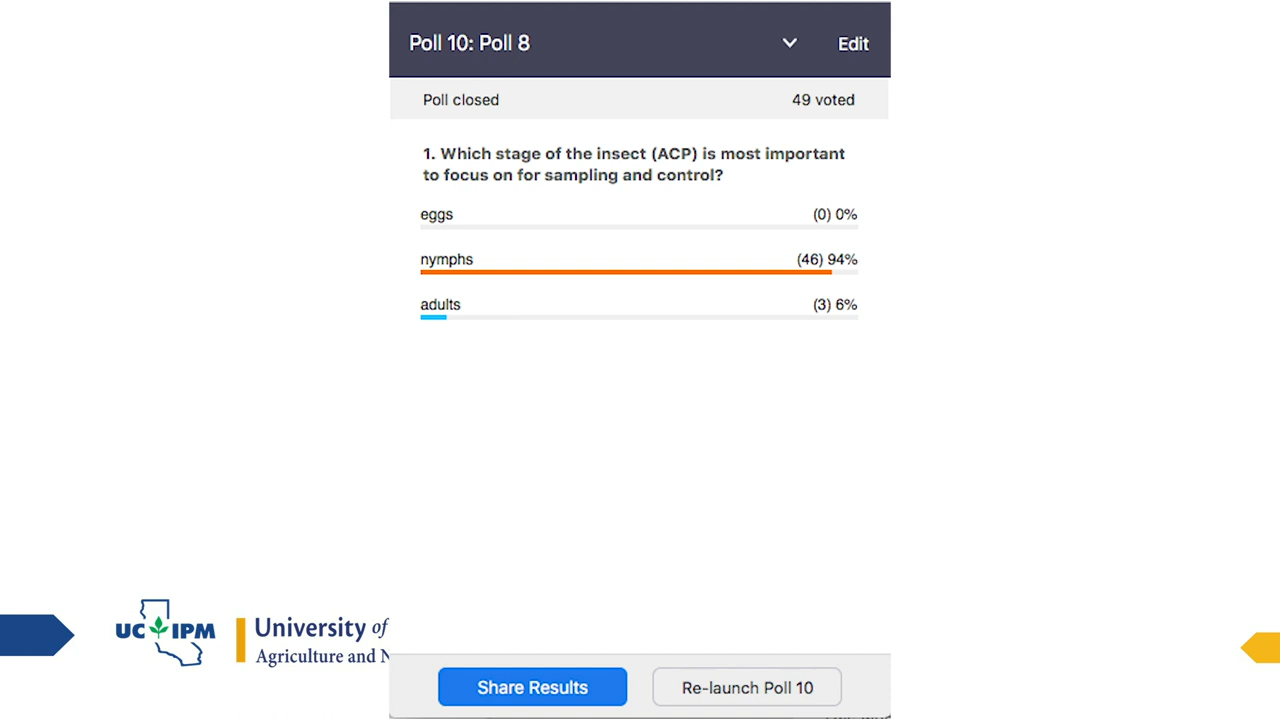 Poll 10: Poll 8
Edit
Poll closed
49 voted
1. Which stage of the insect (ACP) is most important
to focus on for sampling and control?
eggs
(0) 0%
nymphs
(46) 94%
adults
(3) 6%
UC IPM
University of
Agriculture and N
Share Results
Re-launch Poll 10